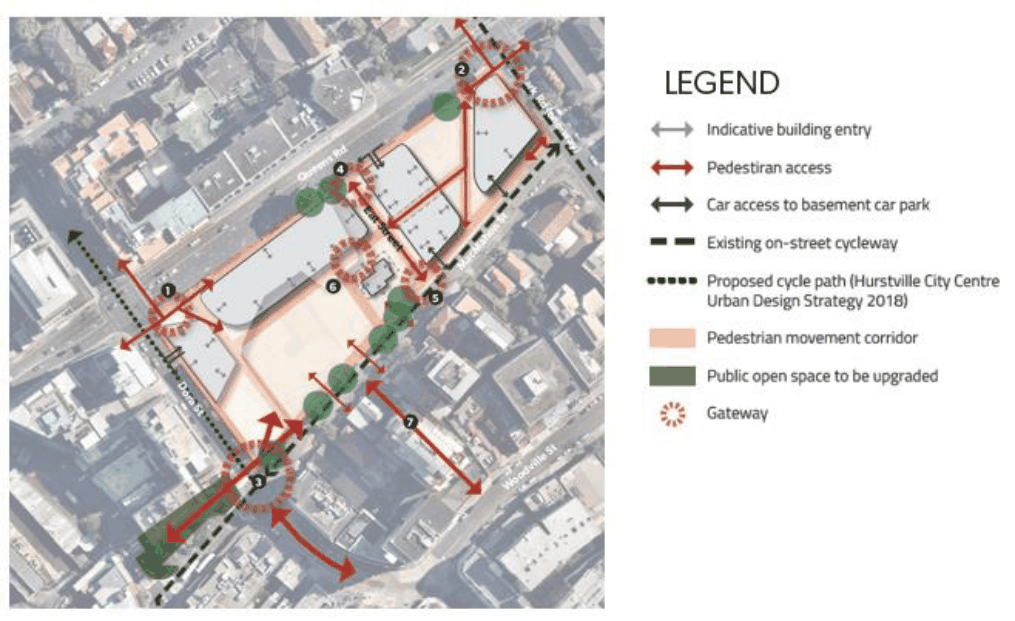 2
4
Queens Rd
Eat Street
1
6
5
Dora St
7
Woodville St
3
LEGEND
Indicative building entry
Pedestiran access
Car access to basement car park
Existing on-street cycleway
Proposed cycle path (Hurstville City Centre
Urban Design Strategy 2018)
Pedestrian movement corridor
Public open space to be upgraded
Gateway